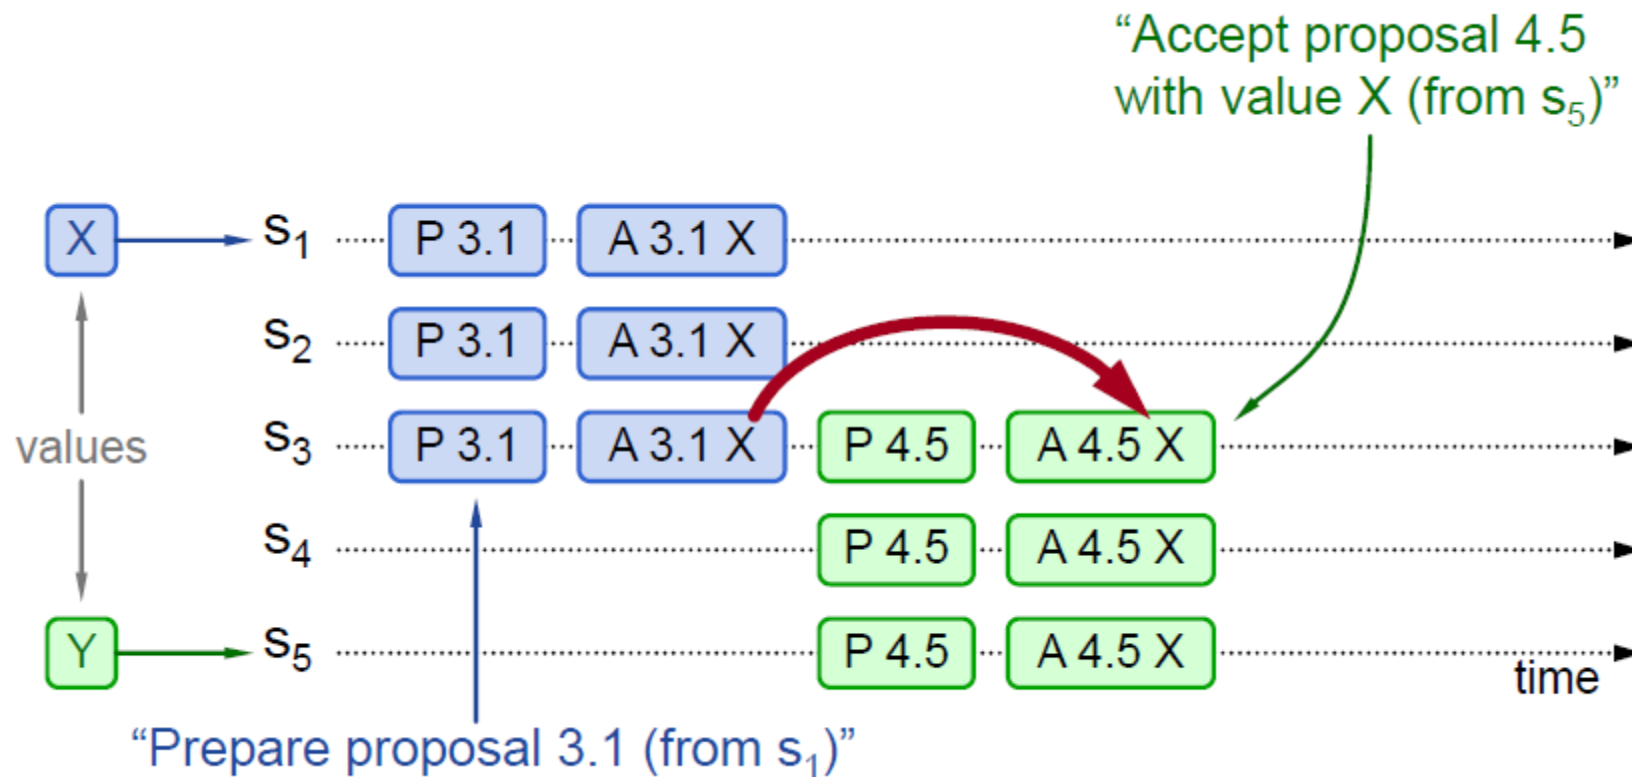 “Accept proposal 4.5
with value X (from s₅)”
X s₁ P 3.1 A 3.1 X
s₂ P 3.1 A 3.1 X
values s₃ P 3.1 A 3.1 X P 4.5 A 4.5 X
s₄ P 4.5 A 4.5 X
Y s₅ P 4.5 A 4.5 X
time
“Prepare proposal 3.1 (from s₁)”